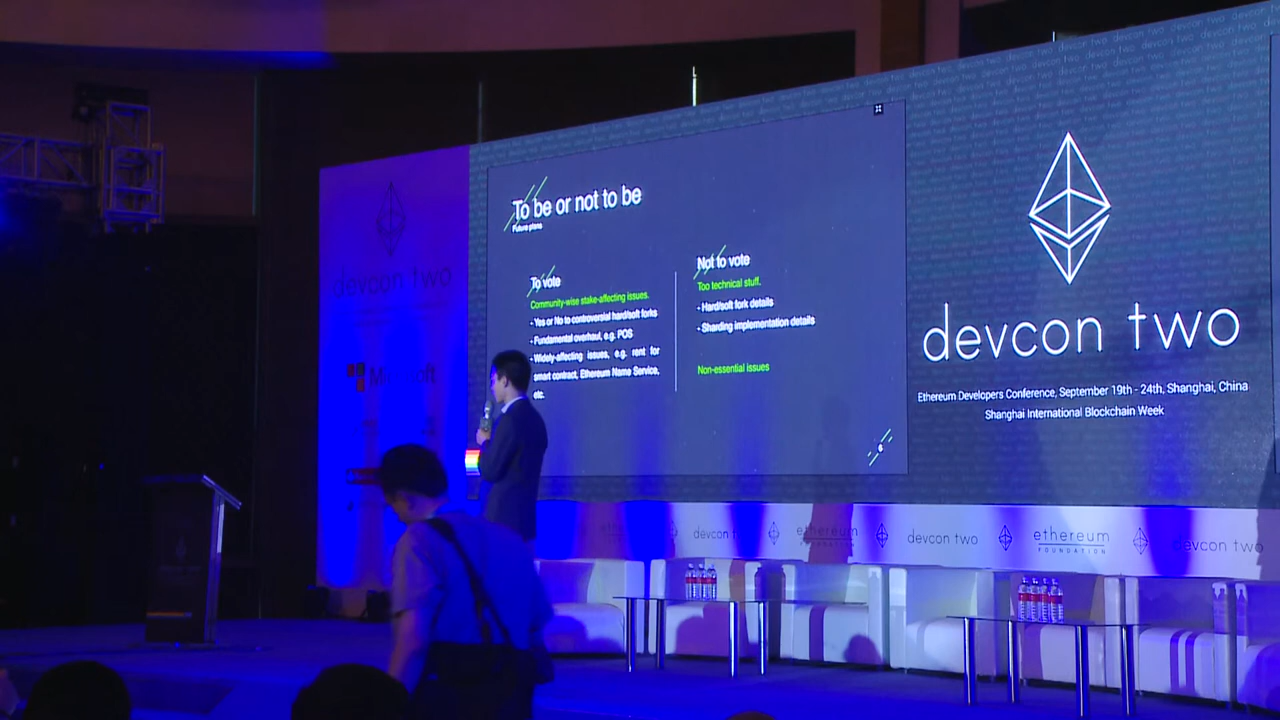 To be or not to be
Future plans
To vote
Community-wise stake-affecting issues.
- Yes or No to controversial hard/soft forks
- Fundamental overhaul, e.g. POS
- Widely-affecting issues, e.g. rent for
smart contract, Ethereum Name Service,
etc.
Not to vote
Too technical stuff.
- Hard/soft fork details
- Sharding implementation details
Non-essential issues
devcon two
Ethereum Developers Conference, September 19th - 24th, Shanghai, China
Shanghai International Blockchain Week
devcon two
devcon
ethereum
devcon two
ethereum
FOUNDATION
devcon two